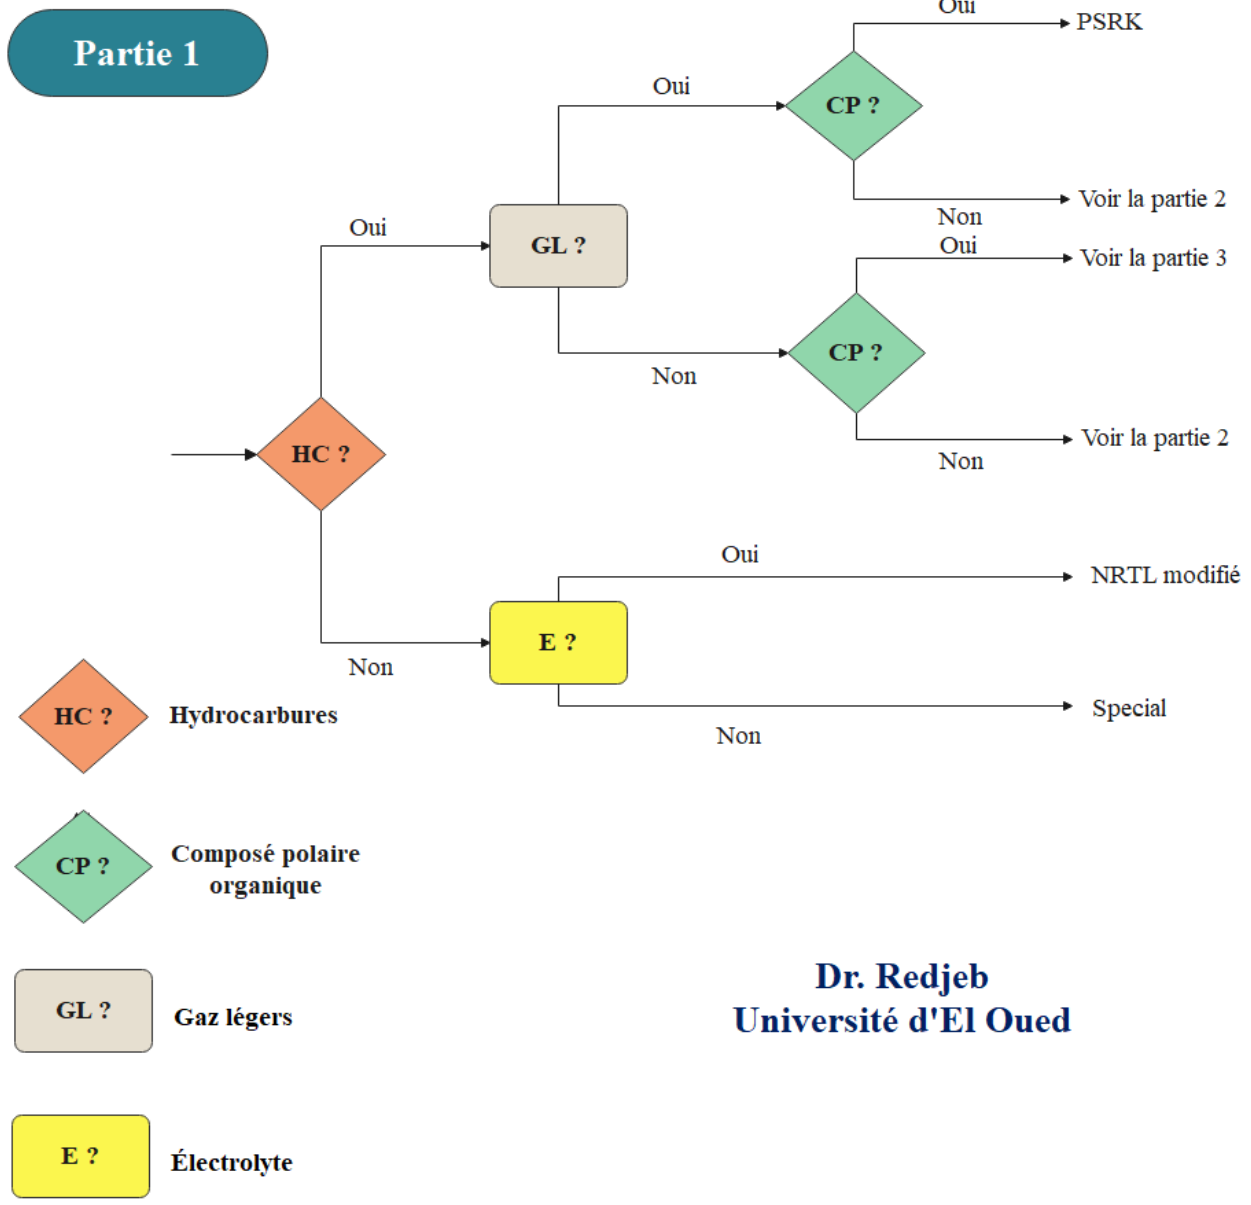 Partie 1
Oui
PSRK
Oui
CP ?
Voir la partie 2
Non
Oui
GL ?
Oui
Voir la partie 3
CP ?
Non
Voir la partie 2
Non
HC ?
Oui
NRTL modifié
E ?
Non
Special
Non
HC ?
Hydrocarbures
CP ?
Composé polaire
organique
GL ?
Gaz légers
E ?
Électrolyte
Dr. Redjeb
Université d'El Oued